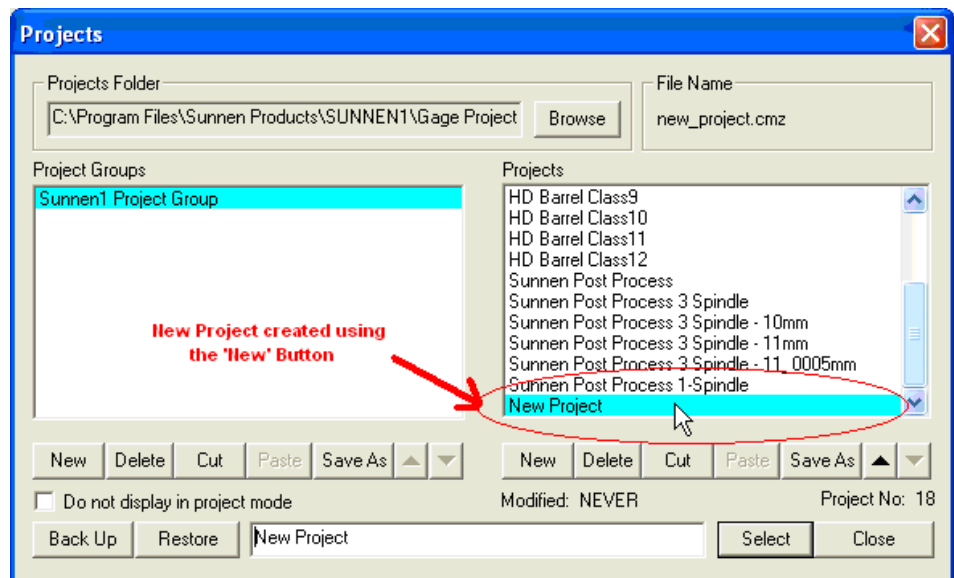 Projects
Projects Folder
C:\Program Files\Sunnen Products\SUNNEN1\Gage Project
Browse
File Name
new_project.cmz
Project Groups
Sunnen1 Project Group
New Project created using
the 'New' Button
Projects
HD Barrel Class9
HD Barrel Class10
HD Barrel Class11
HD Barrel Class12
Sunnen Post Process
Sunnen Post Process 3 Spindle
Sunnen Post Process 3 Spindle - 10mm
Sunnen Post Process 3 Spindle - 11mm
Sunnen Post Process 3 Spindle - 11_0005mm
Sunnen Post Process 1-Spindle
New Project
New Delete Cut Paste Save As
New Delete Cut Paste Save As
Do not display in project mode
Modified: NEVER
Project No: 18
Back Up Restore New Project Select Close